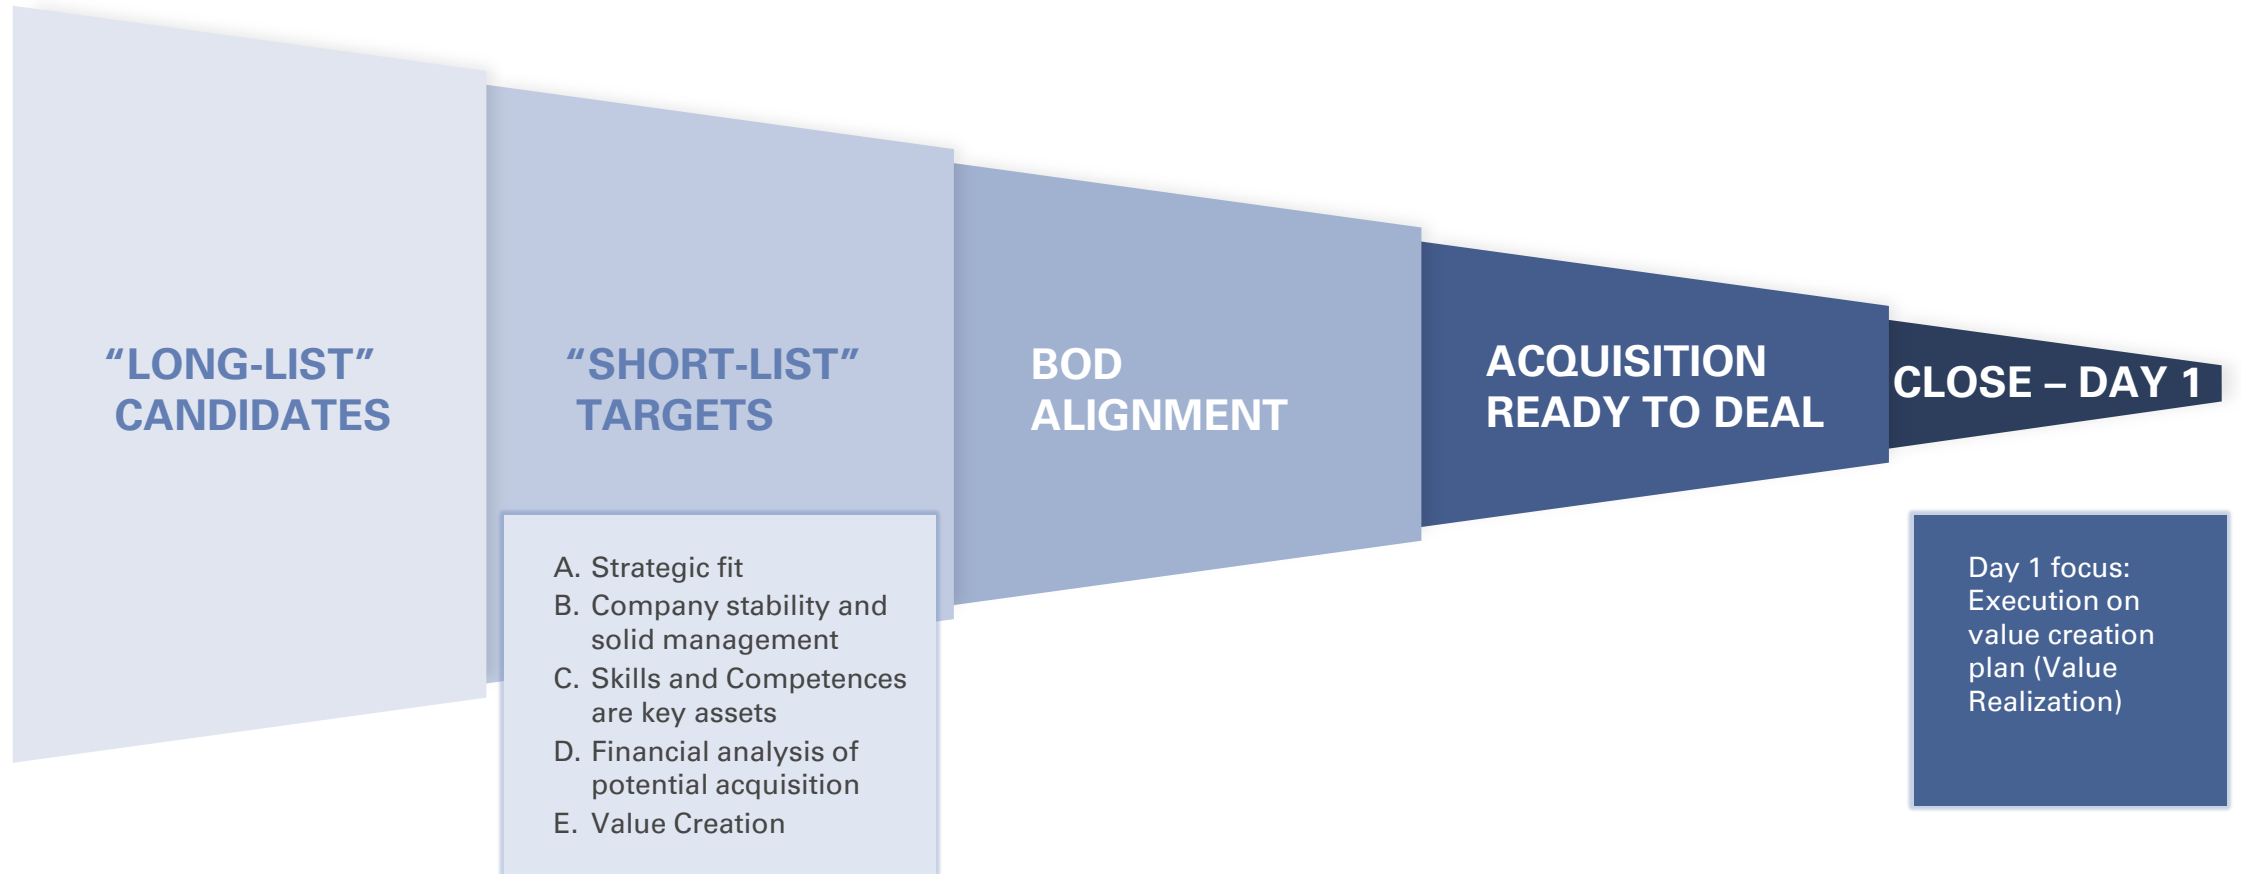 “LONG-LIST”
CANDIDATES
“SHORT-LIST”
TARGETS
BOD
ALIGNMENT
ACQUISITION
READY TO DEAL
CLOSE – DAY 1
A. Strategic fit
B. Company stability and
solid management
C. Skills and Competences
are key assets
D. Financial analysis of
potential acquisition
E. Value Creation
Day 1 focus:
Execution on
value creation
plan (Value
Realization)